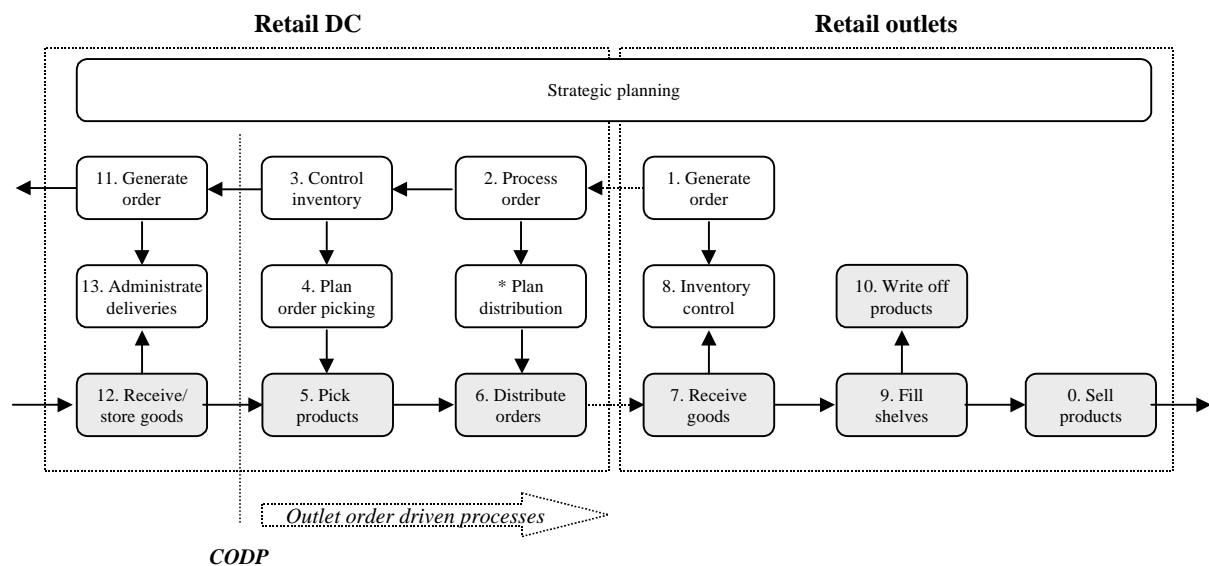 Retail DC
Retail outlets
Strategic planning
11. Generate
order
3. Control
inventory
2. Process
order
1. Generate
order
13. Administrate
deliveries
4. Plan
order picking
* Plan
distribution
8. Inventory
control
10. Write off
products
12. Receive/
store goods
5. Pick
products
6. Distribute
orders
7. Receive
goods
9. Fill
shelves
0. Sell
products
Outlet order driven processes
CODP